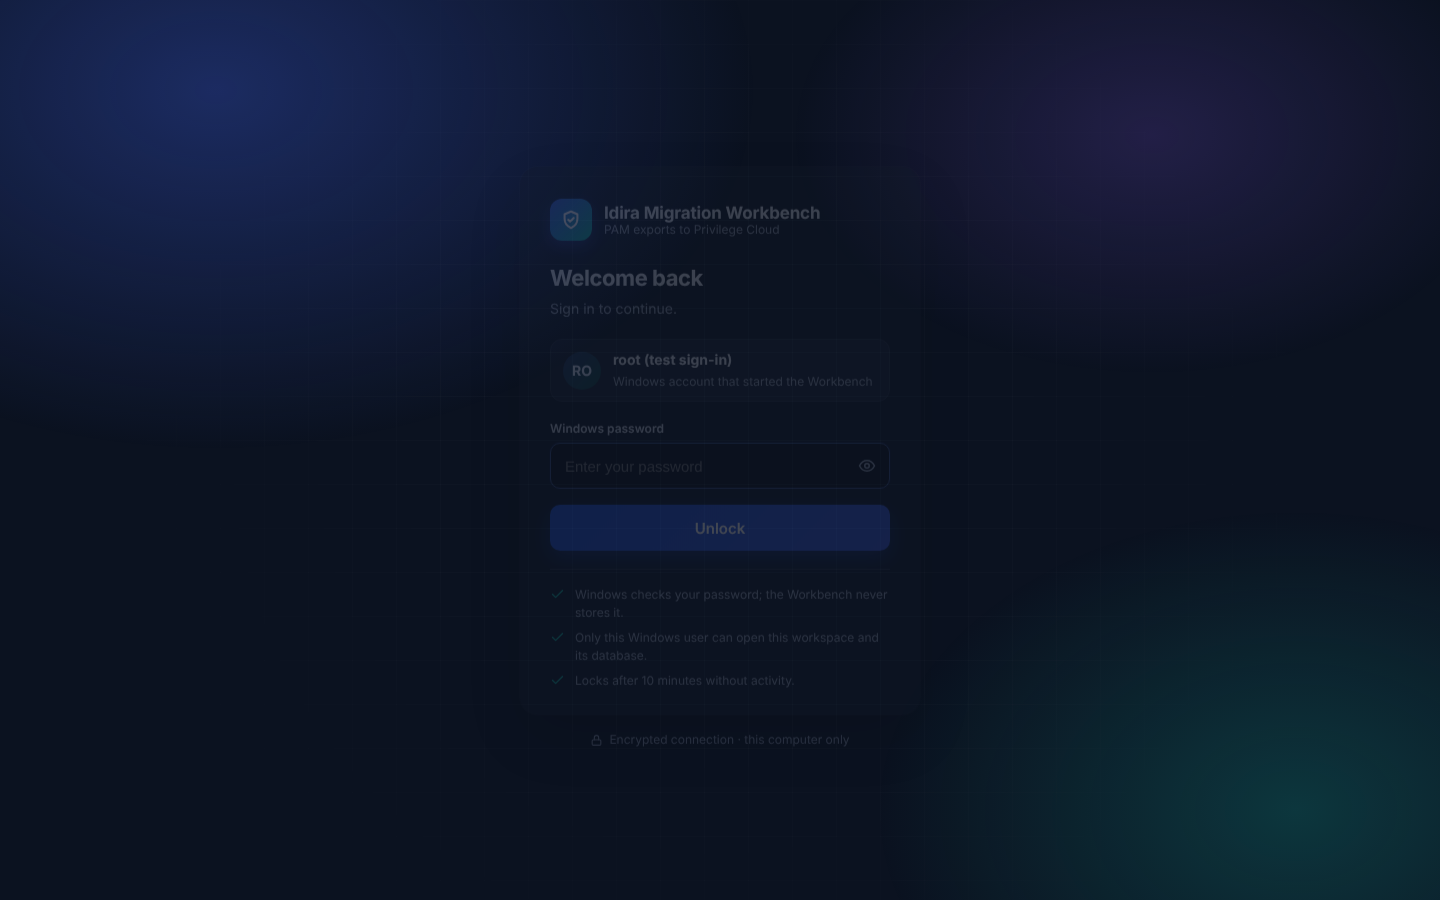 Idira Migration Workbench
PAM exports to Privilege Cloud
Welcome back
Sign in to continue.
RO
root (test sign-in)
Windows account that started the Workbench
Windows password
Enter your password
Unlock
Windows checks your password; the Workbench never
stores it.
Only this Windows user can open this workspace and
its database.
Locks after 10 minutes without activity.
Encrypted connection · this computer only